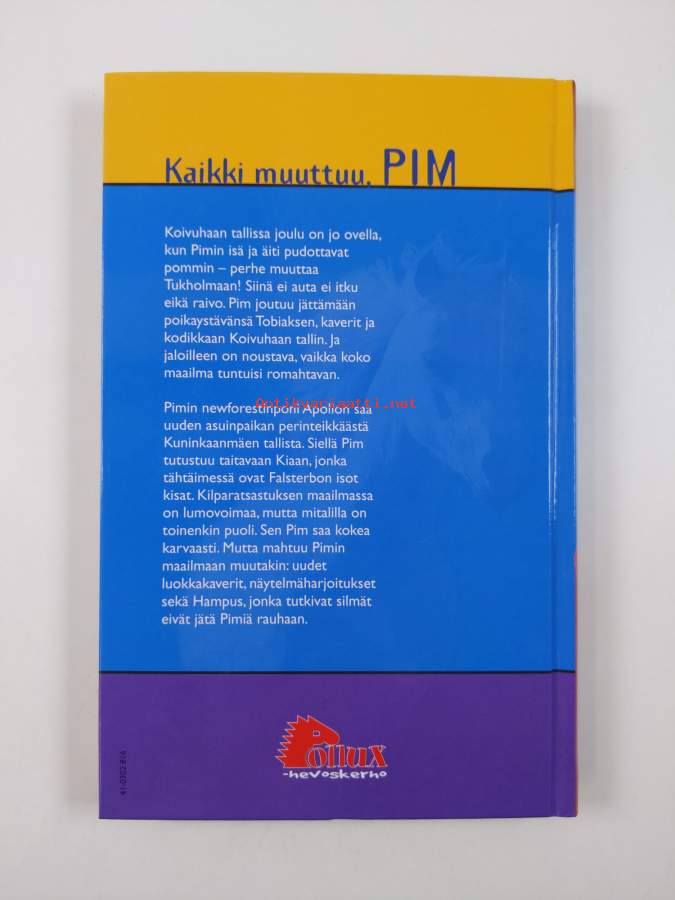 Kaikki muuttuu, PIM
Koivuhaan tallissa joulu on jo ovella,
kun Pimin isä ja äiti pudottavat
pommin – perhe muuttaa
Tukholmaan! Siinä ei auta ei itku
eikä raivo. Pim joutuu jättämään
poikaystävänsä Tobiaksen, kaverit ja
kodikkaan Koivuhaan tallin. Ja
jaloilleen on noustava, vaikka koko
maailma tuntuisi romahtavan.
Antikvariaatti.net
Pimin newforestinponi Apollon saa
uuden asuinpaikan perinteikkäästä
Kuninkaanmäen tallista. Siellä Pim
tutustuu taitavaan Kiaan, jonka
tähtäimessä ovat Falsterbon isot
kisat. Kilparatsastuksen maailmassa
on lumovoimaa, mutta mitalilla on
toinenkin puoli. Sen Pim saa kokea
karvaasti. Mutta mahtuu Pimin
maailmaan muutakin: uudet
luokkakaverit, näytelmäharjoitukset
sekä Hampus, jonka tutkivat silmät
eivät jätä Pimiä rauhaan.
Pollux
-hevoskerho
41-0302-816